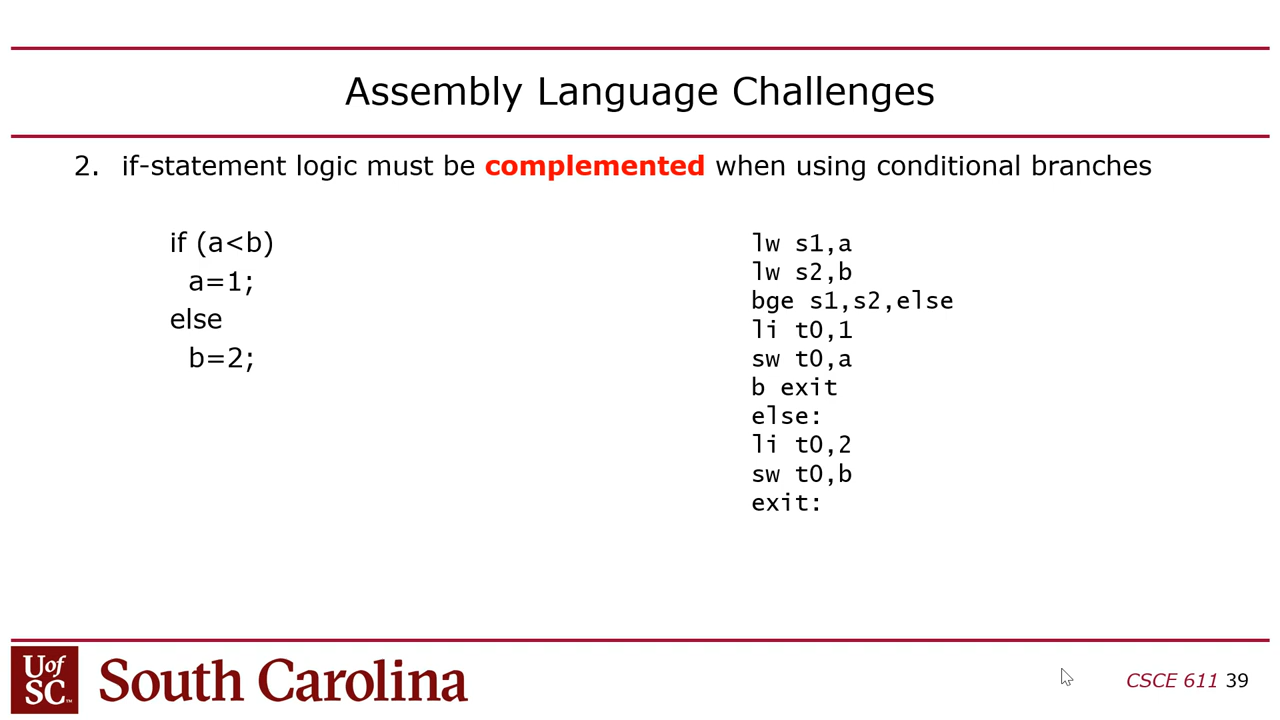 Assembly Language Challenges
2. if-statement logic must be complemented when using conditional branches
if (a<b)
a=1;
else
b=2;
lw s1,a
lw s2,b
bge s1,s2,else
li t0,1
sw t0,a
b exit
else:
li t0,2
sw t0,b
exit:
UofSC™
South Carolina
CSCE 611 39